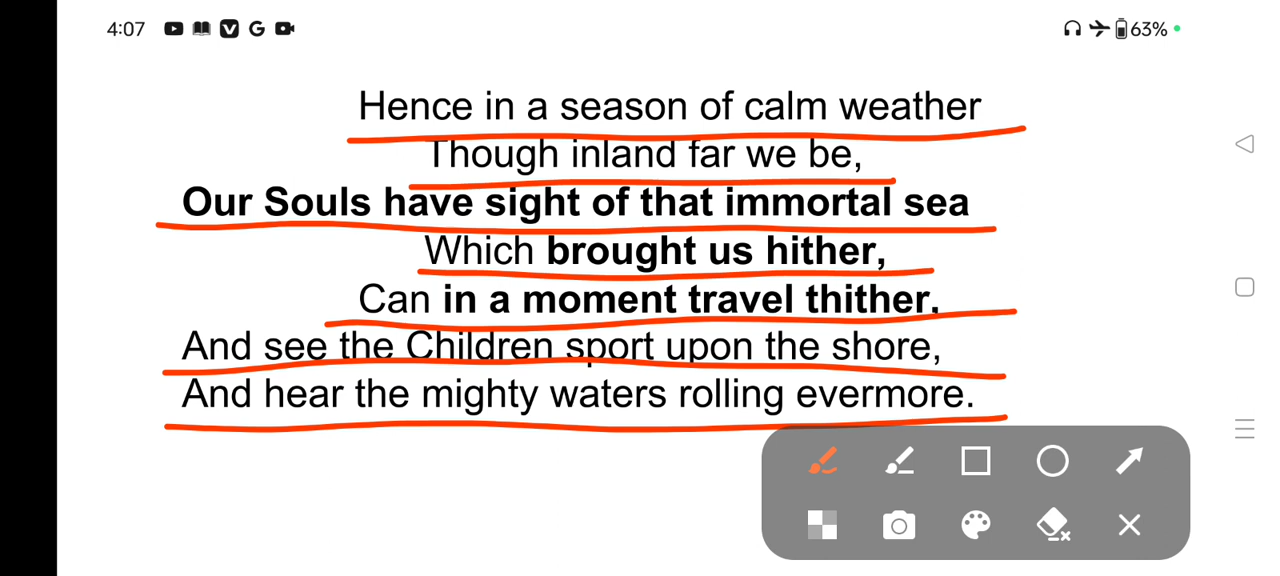 4:07
63%
Hence in a season of calm weather
Though inland far we be,
Our Souls have sight of that immortal sea
Which brought us hither,
Can in a moment travel thither,
And see the Children sport upon the shore,
And hear the mighty waters rolling evermore.